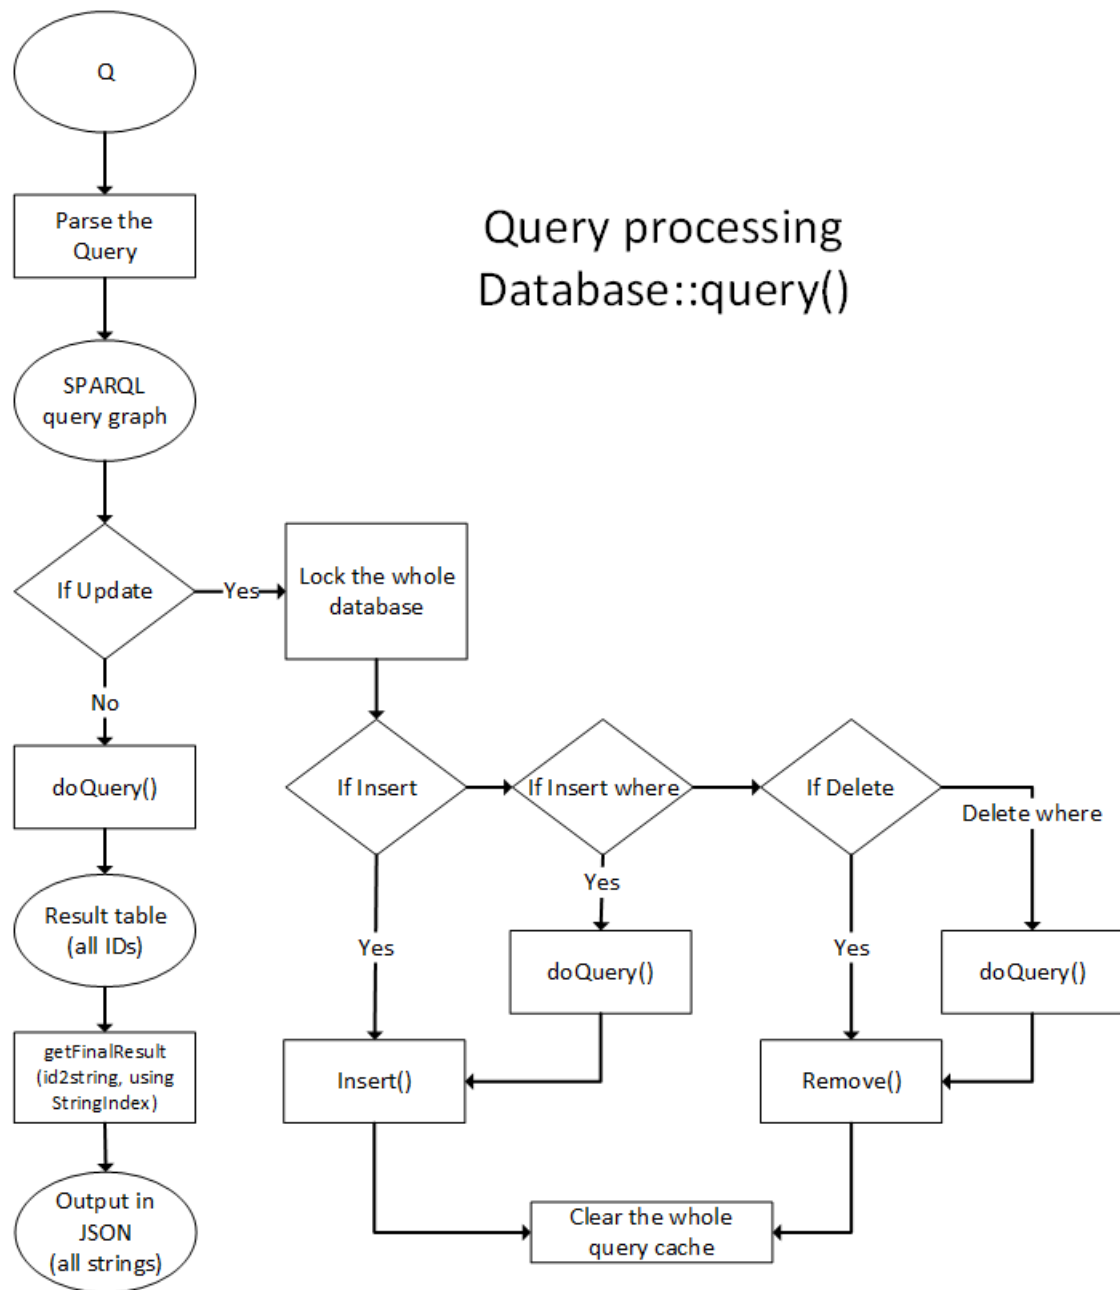 Q
Parse the
Query
Query processing
Database::query()
SPARQL
query graph
If Update
Yes
Lock the whole
database
No
doQuery()
If Insert
If Insert where
If Delete
Delete where
Yes
Yes
Yes
doQuery()
doQuery()
Result table
(all IDs)
getFinalResult
(id2string, using
StringIndex)
Insert()
Remove()
Output in
JSON
(all strings)
Clear the whole
query cache